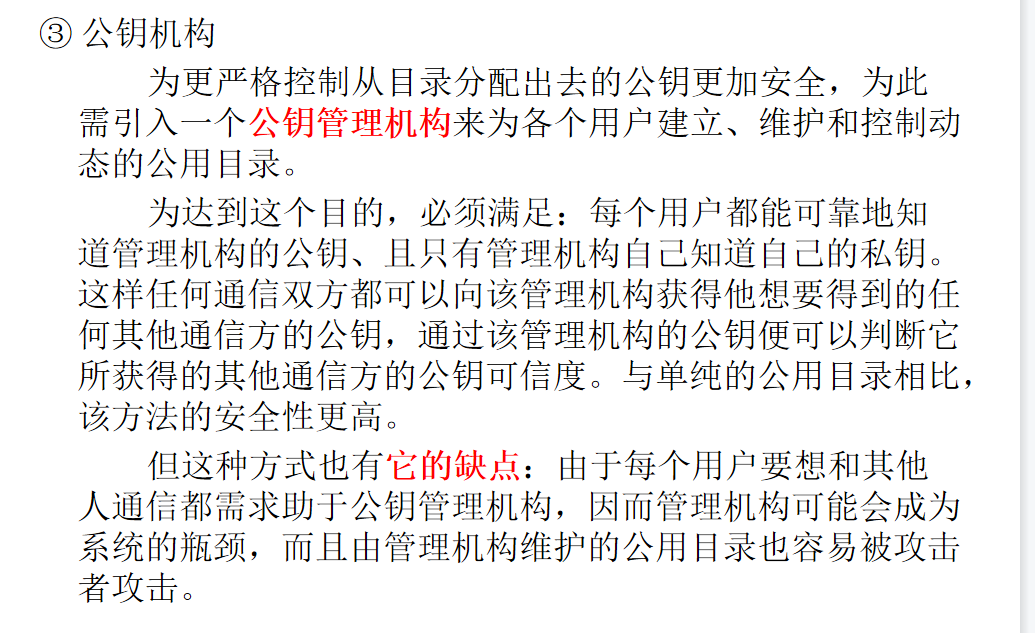 ③ 公钥机构
为更严格控制从目录分配出去的公钥更加安全，为此
需引入一个公钥管理机构来为各个用户建立、维护和控制动
态的公用目录。
为达到这个目的，必须满足：每个用户都能可靠地知
道管理机构的公钥、且只有管理机构自己知道自己的私钥。
这样任何通信双方都可以向该管理机构获得他想要得到的任
何其他通信方的公钥，通过该管理机构的公钥便可以判断它
所获得的其他通信方的公钥可信度。与单纯的公用目录相比，
该方法的安全性更高。
但这种方式也有它的缺点：由于每个用户要想和其他
人通信都需求助于公钥管理机构，因而管理机构可能会成为
系统的瓶颈，而且由管理机构维护的公用目录也容易被攻击
者攻击。